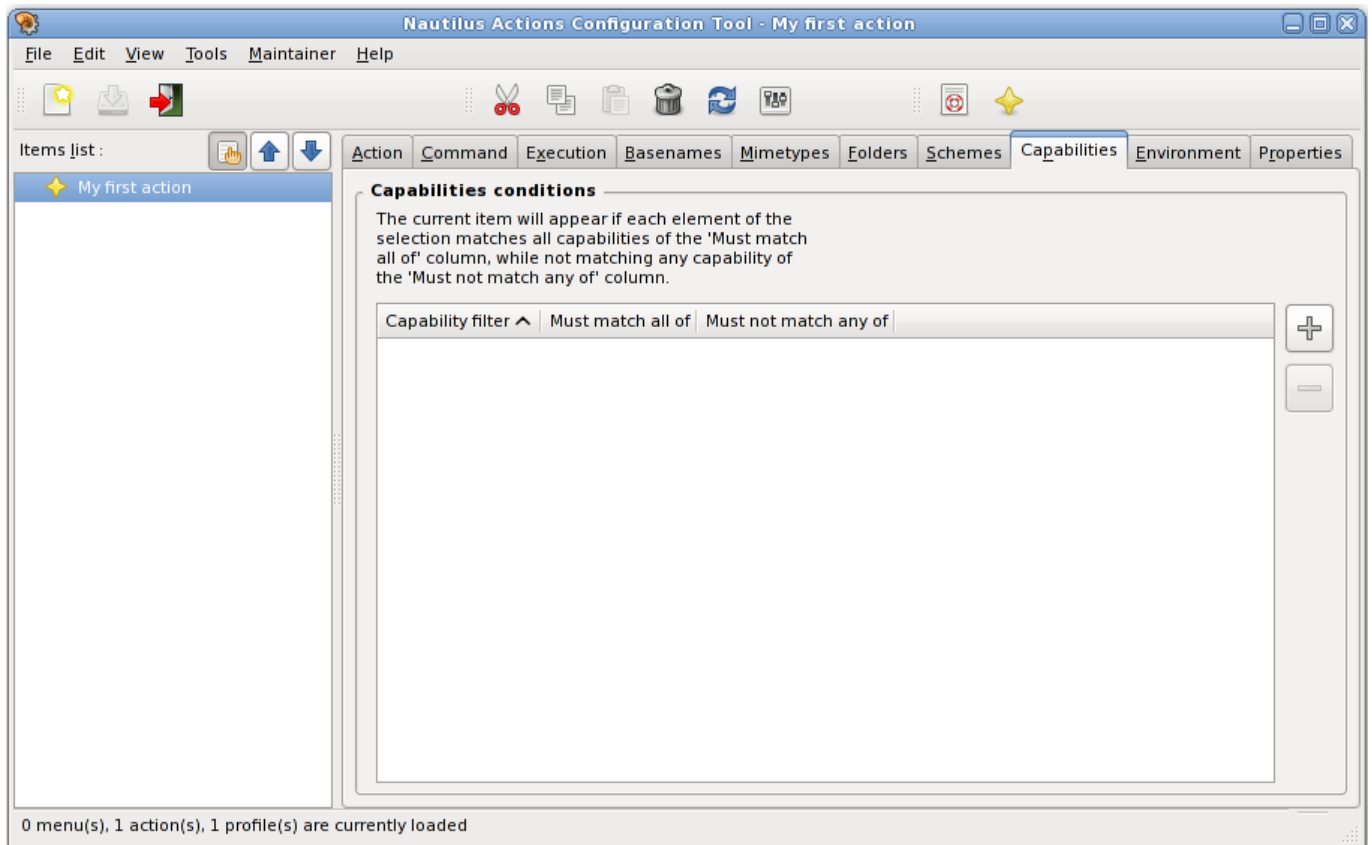 Nautilus Actions Configuration Tool - My first action
File Edit View Tools Maintainer Help
Items list :
Action Command Execution Basenames Mimetypes Folders Schemes Capabilities Environment Properties
My first action
Capabilities conditions
The current item will appear if each element of the
selection matches all capabilities of the 'Must match
all of' column, while not matching any capability of
the 'Must not match any of' column.
Capability filter Must match all of Must not match any of
0 menu(s), 1 action(s), 1 profile(s) are currently loaded